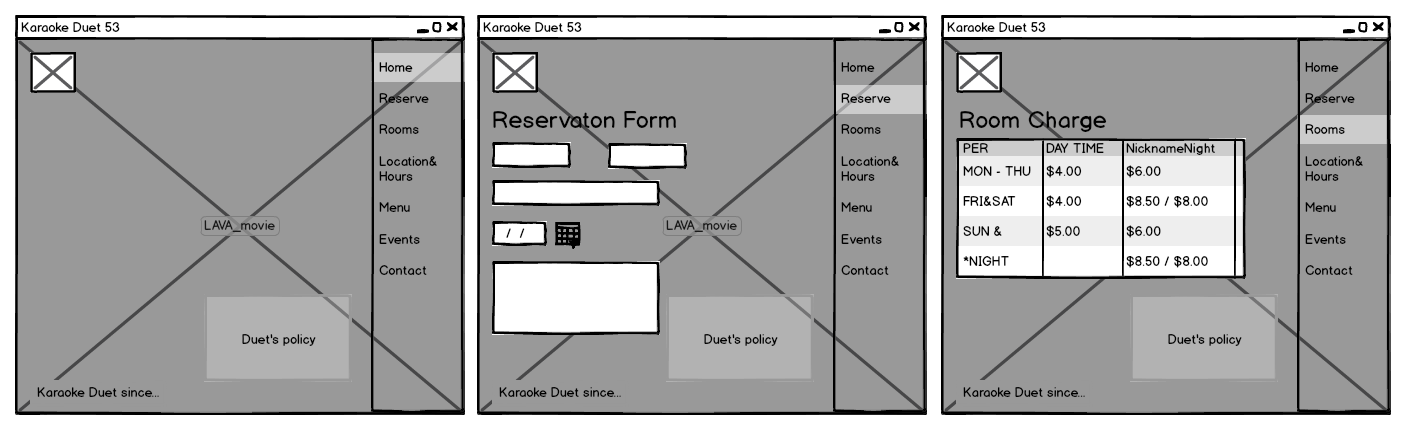 Karaoke Duet 53
Home
Reserve
Rooms
Location&
Hours
Menu
Events
Contact
LAVA_movie
Duet's policy
Karaoke Duet since...
Karaoke Duet 53
Home
Reserve
Rooms
Location&
Hours
Menu
Events
Contact
Reservaton Form
/ /
LAVA_movie
Duet's policy
Karaoke Duet since...
Karaoke Duet 53
Home
Reserve
Rooms
Location&
Hours
Menu
Events
Contact
Room Charge
PER DAY TIME NicknameNight
MON - THU $4.00 $6.00
FRI&SAT $4.00 $8.50 / $8.00
SUN & $5.00 $6.00
*NIGHT $8.50 / $8.00
Duet's policy
Karaoke Duet since...